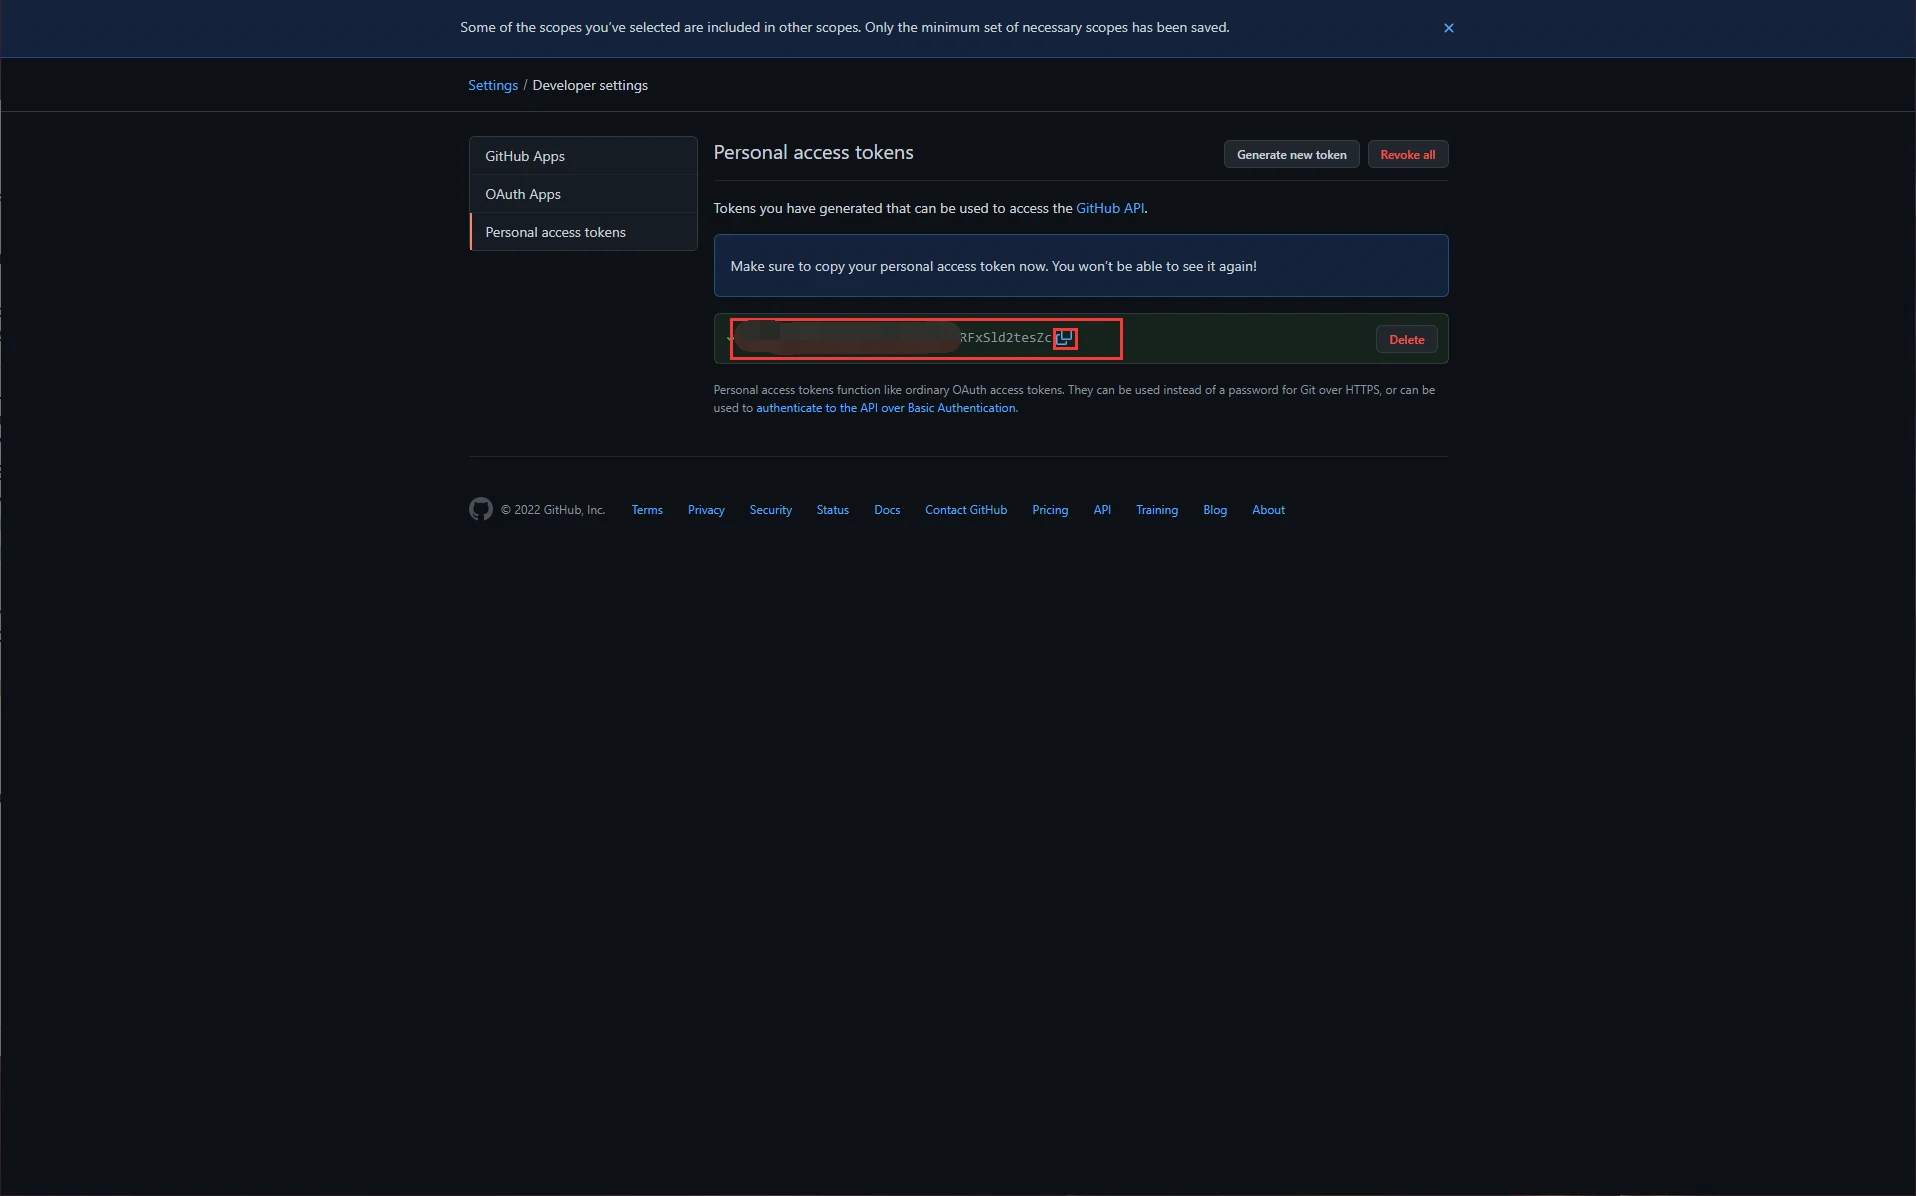 Some of the scopes you’ve selected are included in other scopes. Only the minimum set of necessary scopes has been saved.
Settings / Developer settings
GitHub Apps
OAuth Apps
Personal access tokens
Personal access tokens
Generate new token
Revoke all
Tokens you have generated that can be used to access the GitHub API.
Make sure to copy your personal access token now. You won’t be able to see it again!
RFxSld2tesZc
Delete
Personal access tokens function like ordinary OAuth access tokens. They can be used instead of a password for Git over HTTPS, or can be
used to authenticate to the API over Basic Authentication.
© 2022 GitHub, Inc. Terms Privacy Security Status Docs Contact GitHub Pricing API Training Blog About